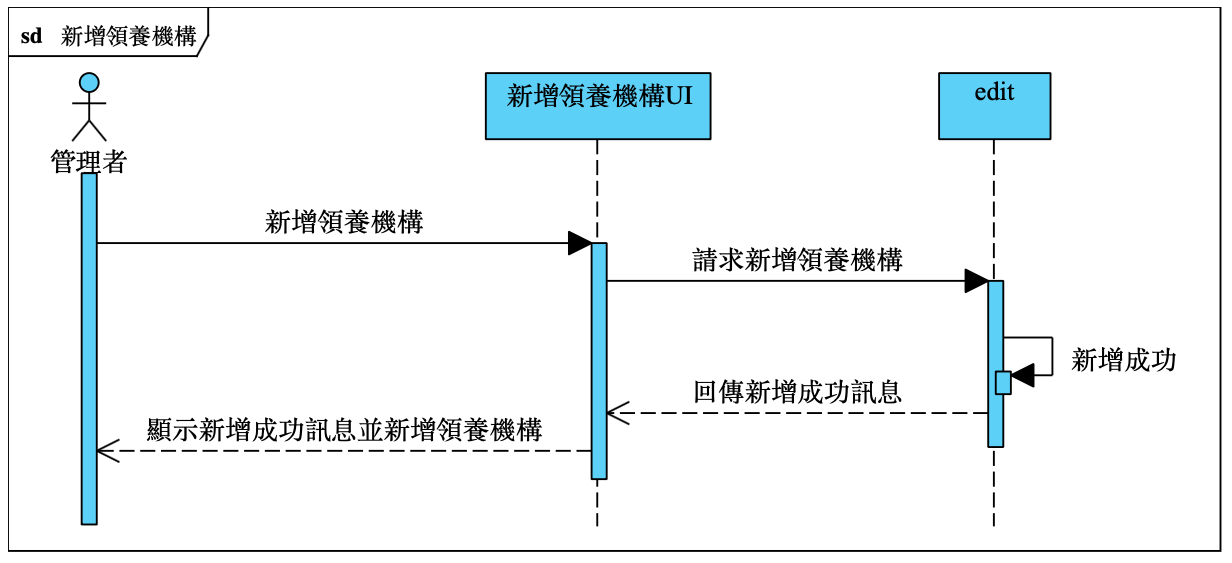 sd 新增領養機構
管理者
新增領養機構UI
edit
新增領養機構
請求新增領養機構
新增成功
回傳新增成功訊息
顯示新增成功訊息並新增領養機構